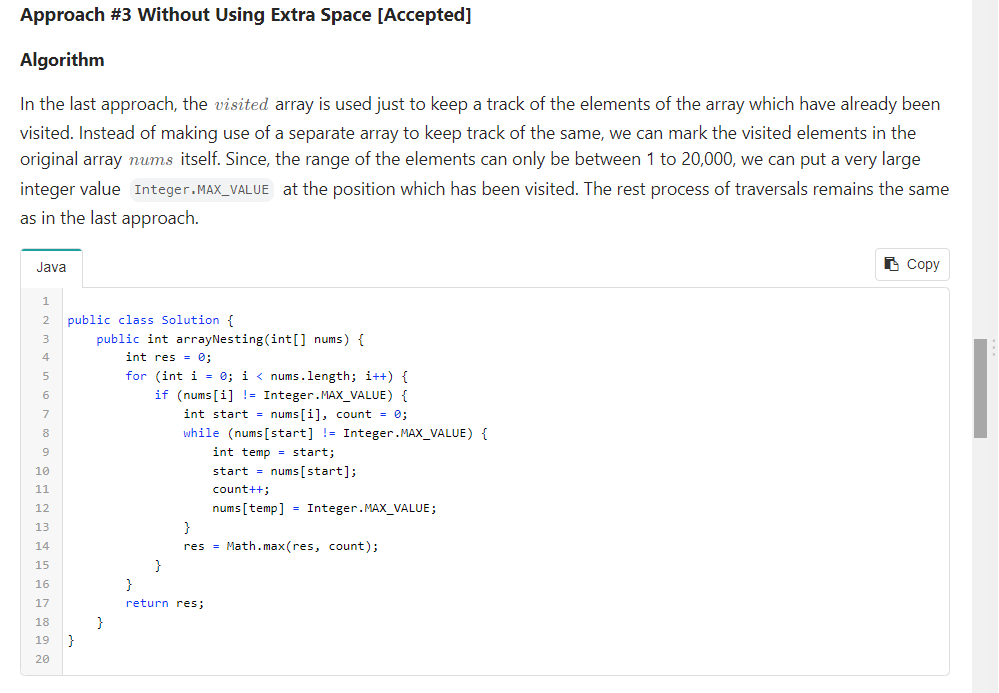 Approach #3 Without Using Extra Space [Accepted]
Algorithm
In the last approach, the visited array is used just to keep a track of the elements of the array which have already been
visited. Instead of making use of a separate array to keep track of the same, we can mark the visited elements in the
original array nums itself. Since, the range of the elements can only be between 1 to 20,000, we can put a very large
integer value Integer.MAX_VALUE at the position which has been visited. The rest process of traversals remains the same
as in the last approach.
Java
Copy
1
2 public class Solution {
3     public int arrayNesting(int[] nums) {
4         int res = 0;
5         for (int i = 0; i < nums.length; i++) {
6             if (nums[i] != Integer.MAX_VALUE) {
7                 int start = nums[i], count = 0;
8                 while (nums[start] != Integer.MAX_VALUE) {
9                     int temp = start;
10                     start = nums[start];
11                     count++;
12                     nums[temp] = Integer.MAX_VALUE;
13                 }
14                 res = Math.max(res, count);
15             }
16         }
17         return res;
18     }
19 }
20